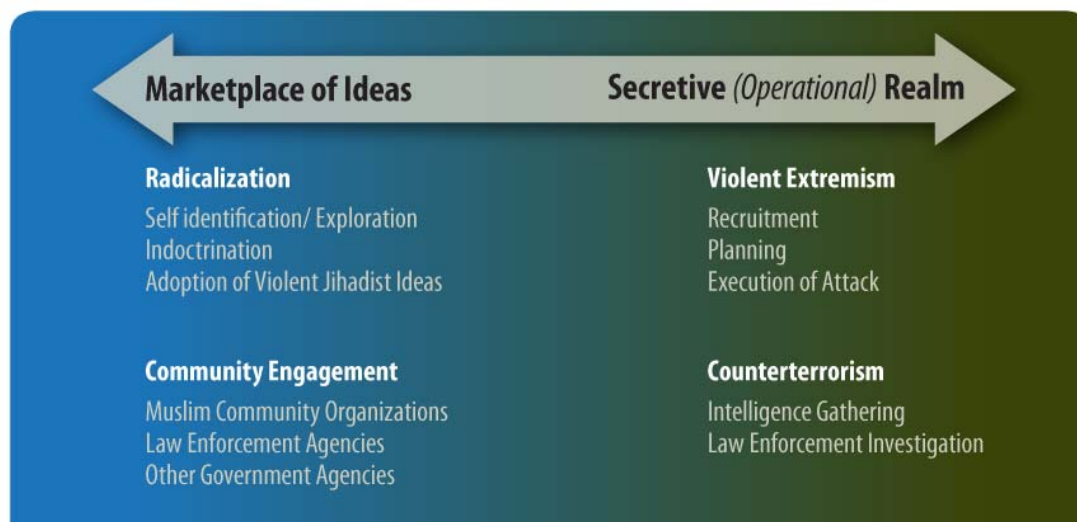 Marketplace of Ideas
Secretive (Operational) Realm
Radicalization
Self identification/ Exploration
Indoctrination
Adoption of Violent Jihadist Ideas
Violent Extremism
Recruitment
Planning
Execution of Attack
Community Engagement
Muslim Community Organizations
Law Enforcement Agencies
Other Government Agencies
Counterterrorism
Intelligence Gathering
Law Enforcement Investigation